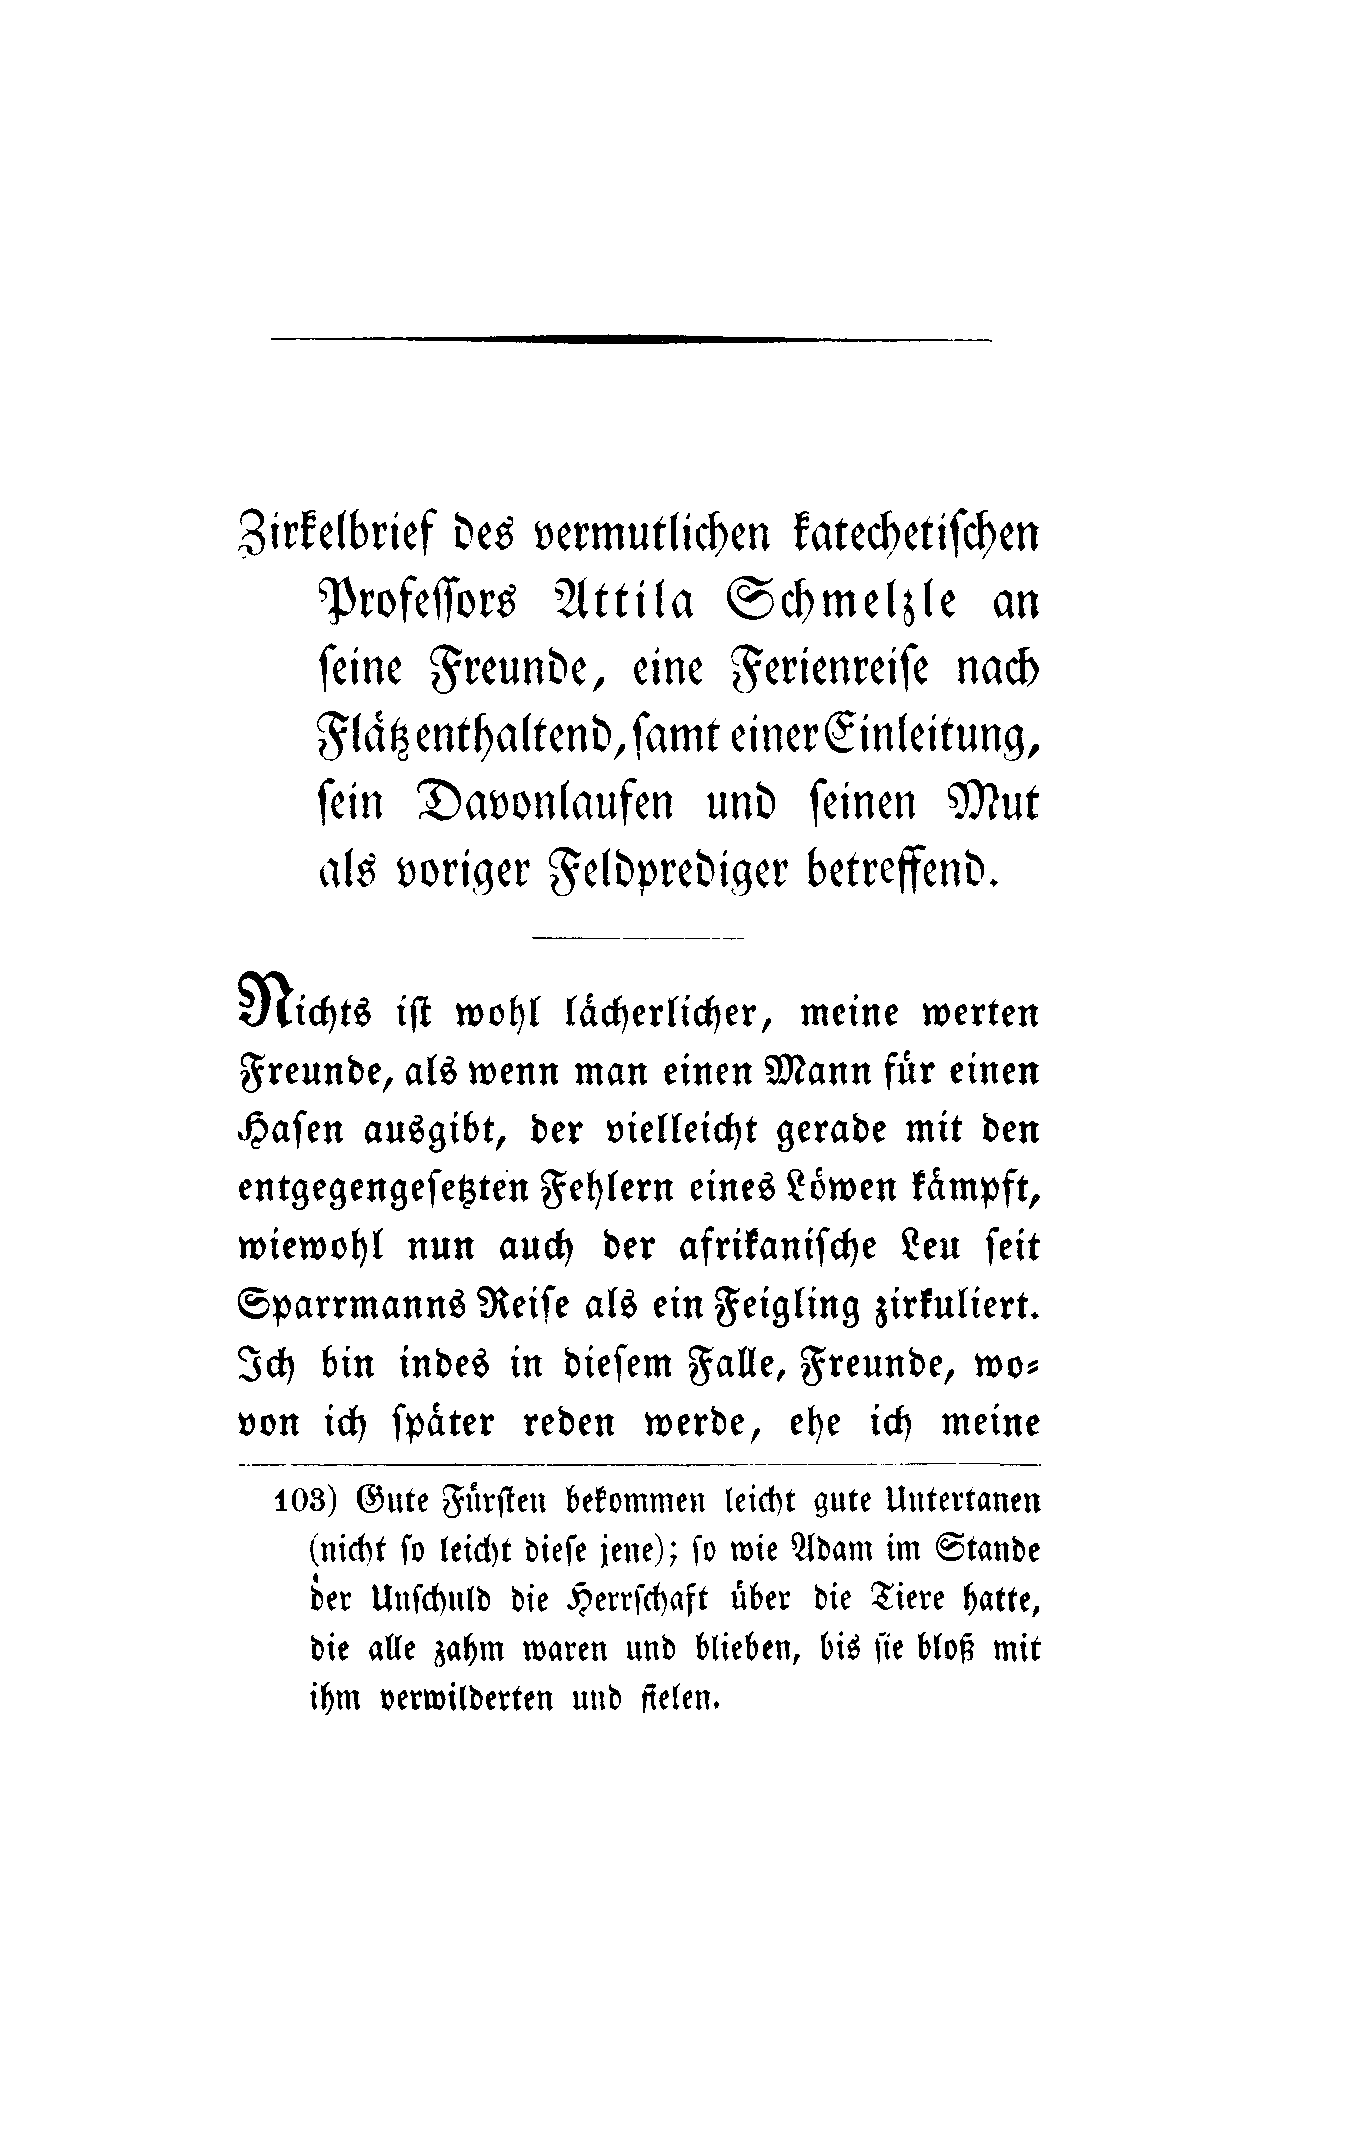 Zirkelbrief des vermutlichen katechetiſchen
Profeſſors Attila Schmelzle an
ſeine Freunde, eine Ferienreiſe nach
Flätz enthaltend, ſamt einer Einleitung,
ſein Davonlaufen und ſeinen Mut
als voriger Feldprediger betreffend.
Nichts iſt wohl lächerlicher, meine werten
Freunde, als wenn man einen Mann für einen
Haſen ausgibt, der vielleicht gerade mit den
entgegengeſetzten Fehlern eines Löwen kämpft,
wiewohl nun auch der afrikaniſche Leu ſeit
Sparrmanns Reiſe als ein Feigling zirkuliert.
Ich bin indes in dieſem Falle, Freunde, wo⸗
von ich ſpäter reden werde, ehe ich meine
103) Gute Fürſten bekommen leicht gute Untertanen
(nicht ſo leicht dieſe jene); ſo wie Adam im Stande
der Unſchuld die Herrſchaft über die Tiere hatte,
die alle zahm waren und blieben, bis ſie bloß mit
ihm verwilderten und fielen.